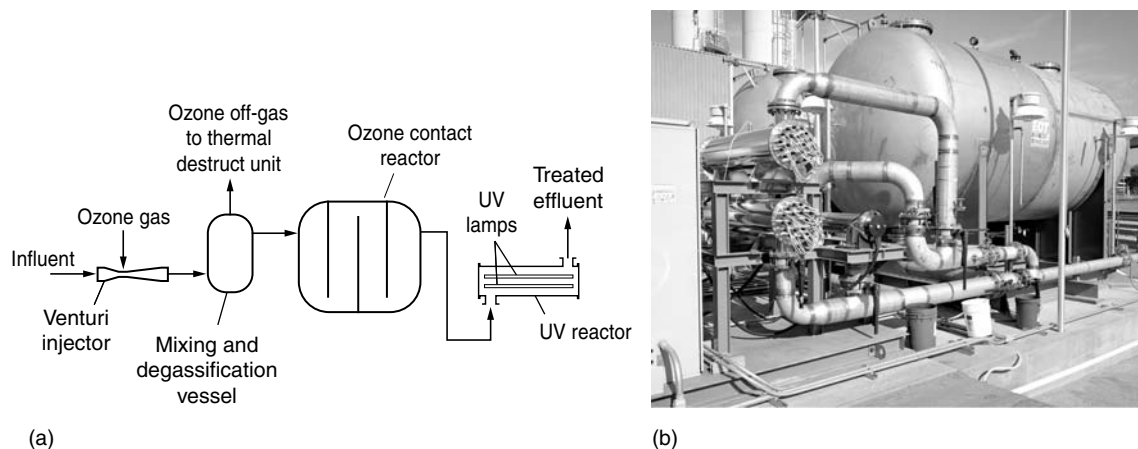 Ozone off-gas
to thermal
destruct unit
Ozone contact
reactor
Treated
effluent
UV
lamps
Ozone gas
Influent
Venturi
injector
Mixing and
degassification
vessel
UV reactor
(a)
(b)